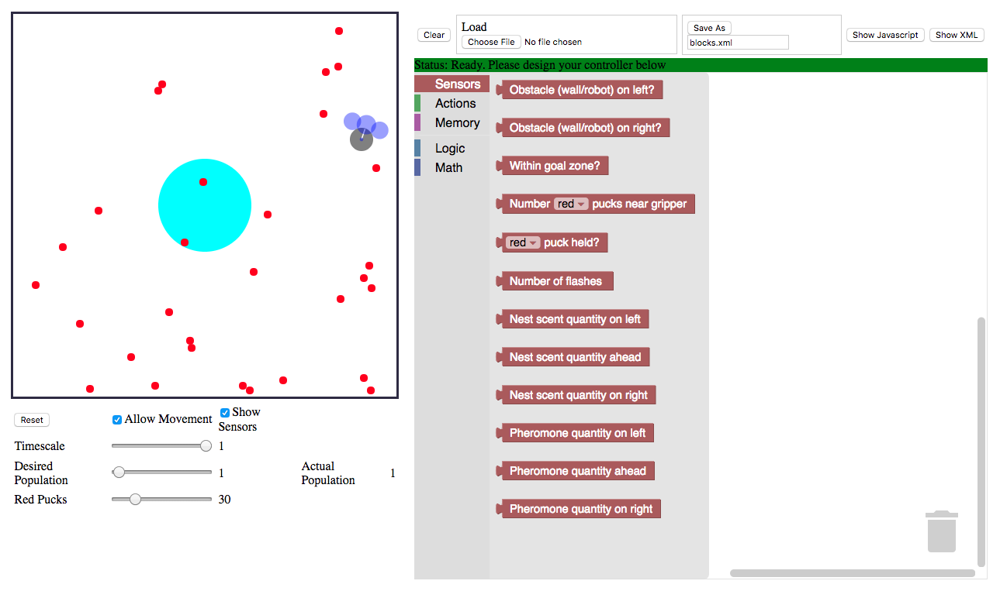 Reset
Allow Movement
Show
Sensors
Timescale
1
Desired
Population
1
Actual
Population
1
Red Pucks
30
Clear
Load
Choose File No file chosen
Save As
blocks.xml
Show Javascript
Show XML
Status: Ready. Please design your controller below
Sensors
Actions
Memory
Logic
Math
Obstacle (wall/robot) on left?
Obstacle (wall/robot) on right?
Within goal zone?
Number red pucks near gripper
red puck held?
Number of flashes
Nest scent quantity on left
Nest scent quantity ahead
Nest scent quantity on right
Pheromone quantity on left
Pheromone quantity ahead
Pheromone quantity on right